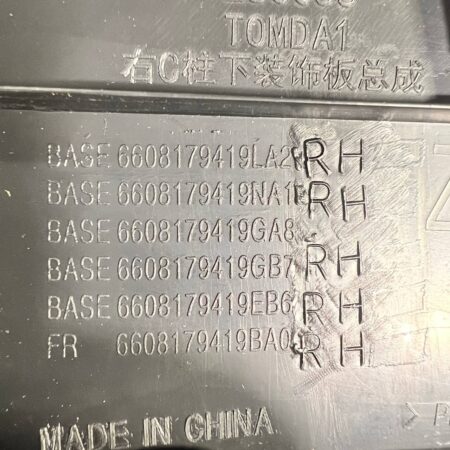 TOMDA1
右C柱下装饰板总成
BASE 6608179419LA2 RH
BASE 6608179419NA1 RH
BASE 6608179419GA8
BASE 6608179419GB7 RH
BASE 6608179419EB6 RH
FR 6608179419BA0 RH
MADE IN CHINA